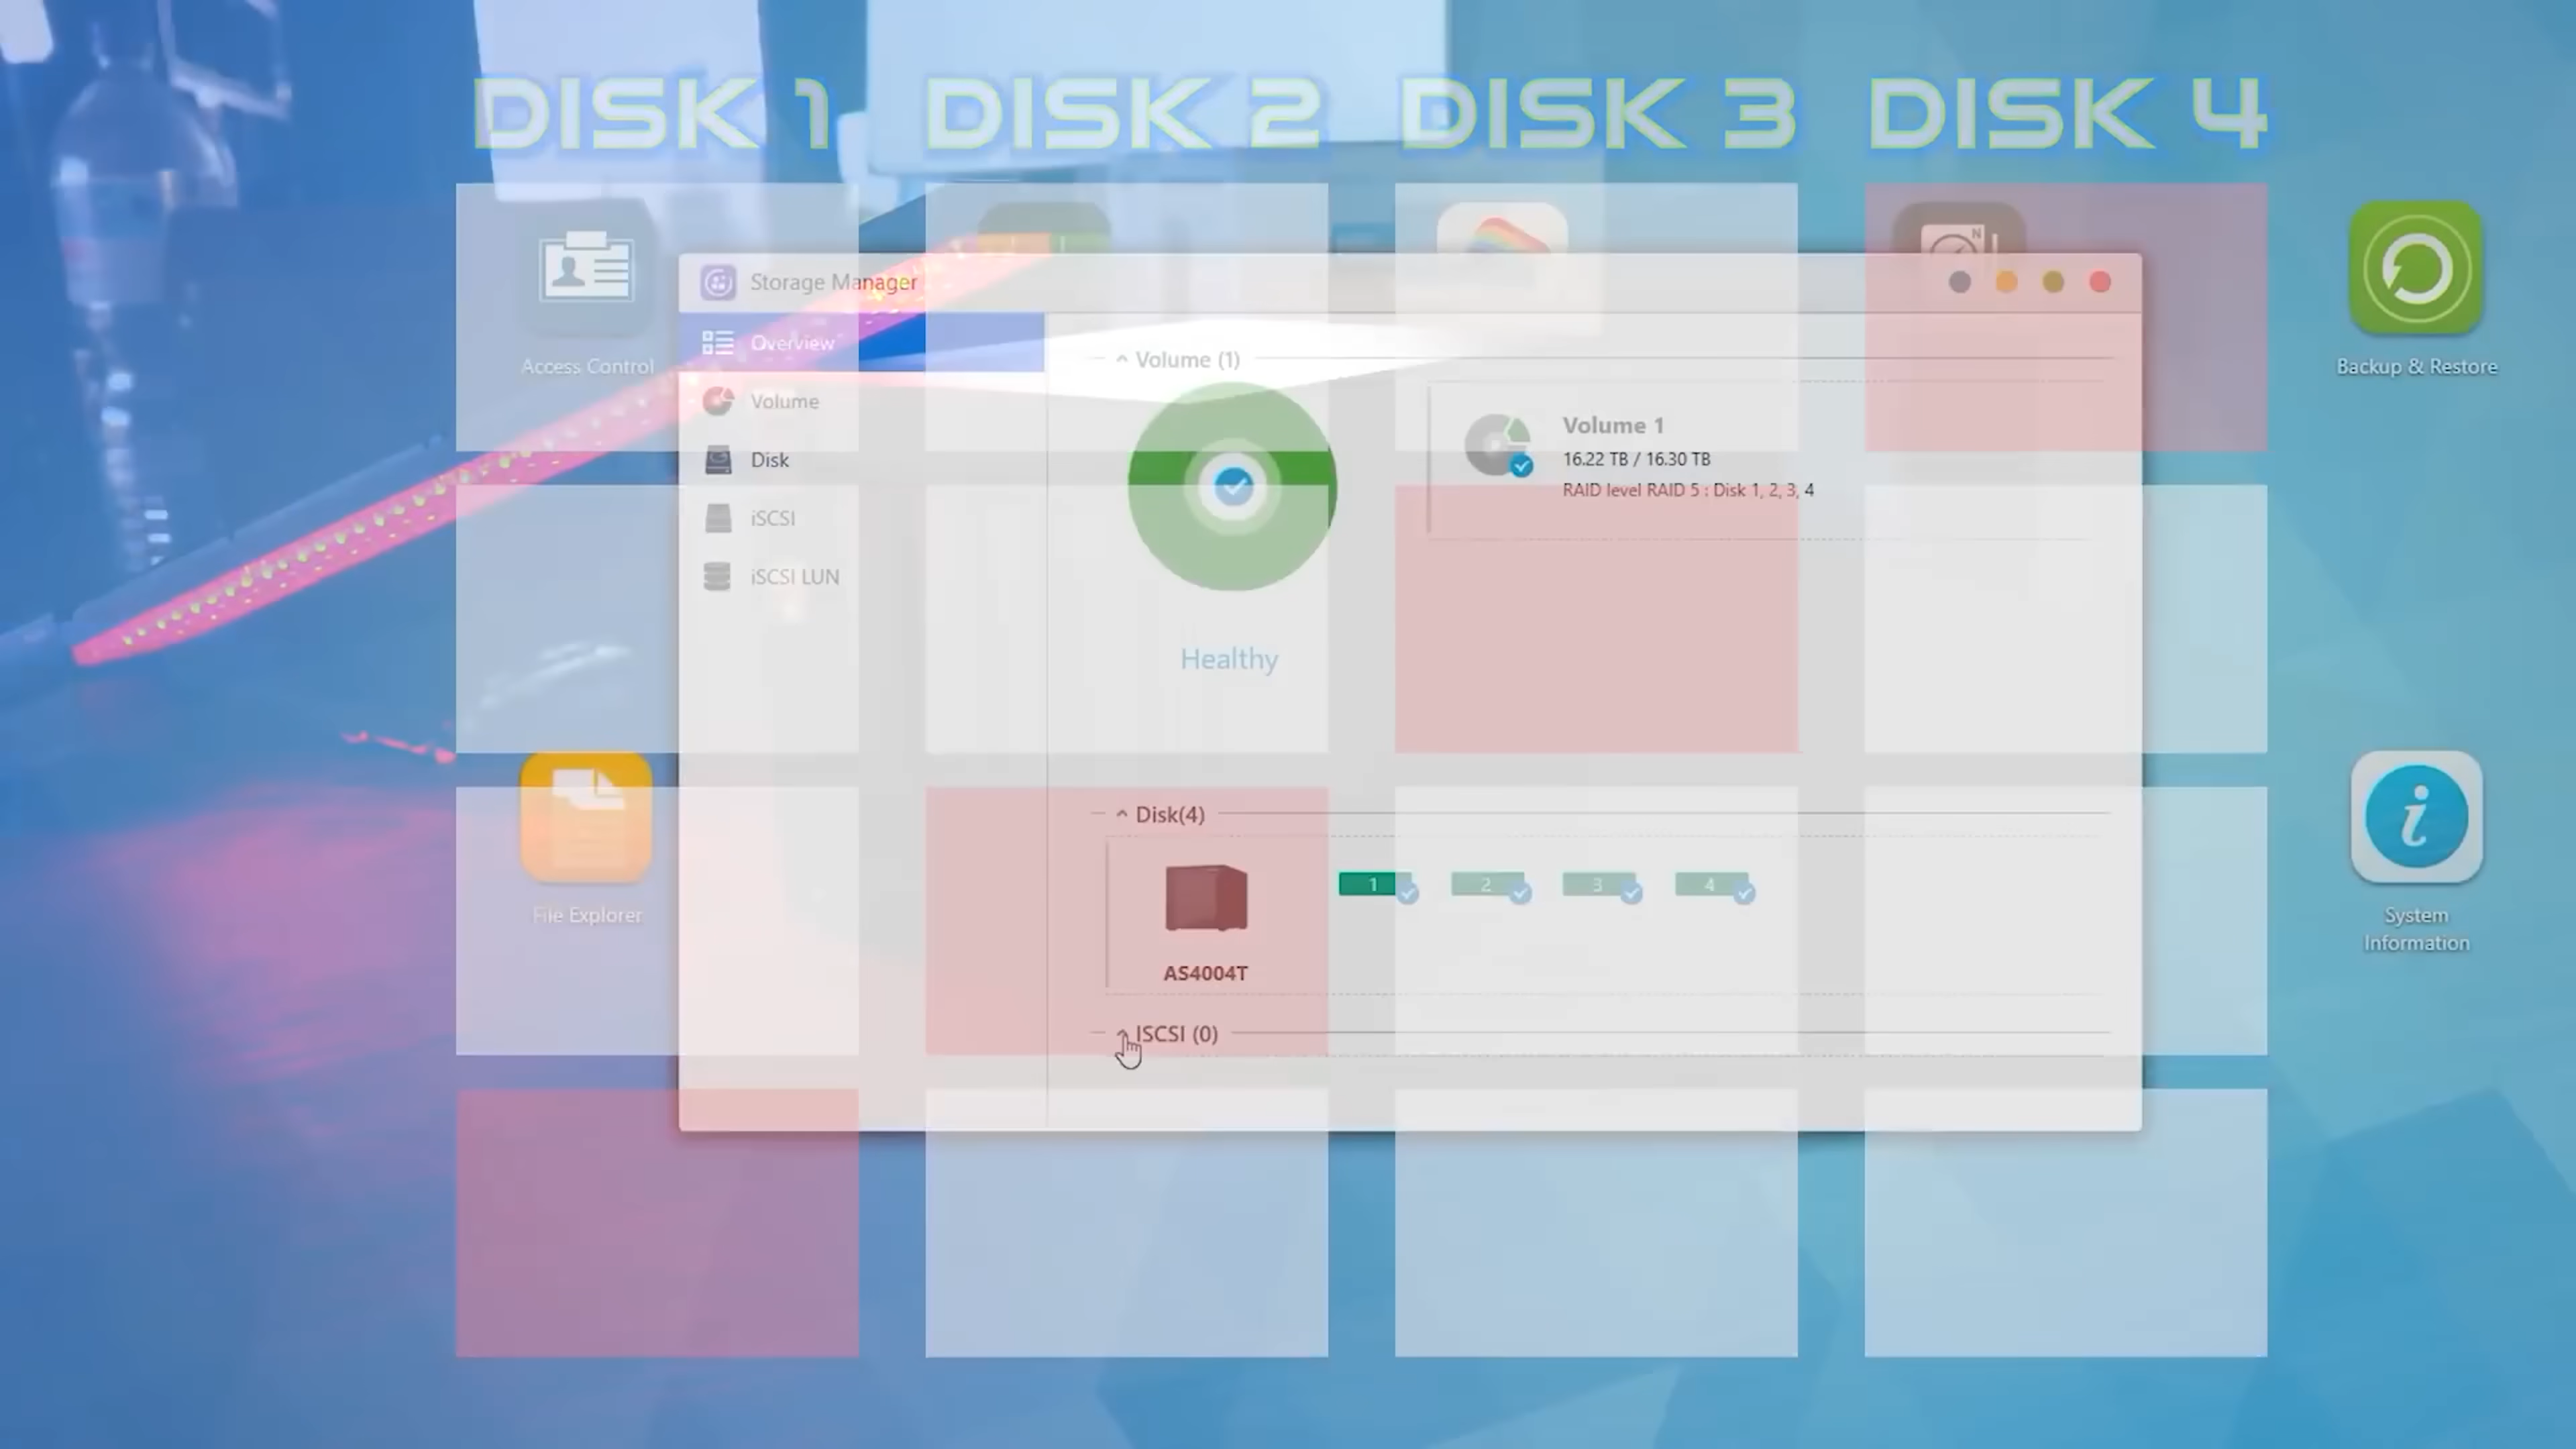 DISK 1 DISK 2 DISK 3 DISK 4
Storage Manager
Overview
Volume
Disk
iSCSI
iSCSI LUN
Volume (1)
Volume 1
16.22 TB / 16.30 TB
RAID level RAID 5 : Disk 1, 2, 3, 4
Healthy
Disk(4)
1 2 3 4
AS4004T
ISCSI (0)
Access Control
File Explorer
N
Backup & Restore
i
System
Information